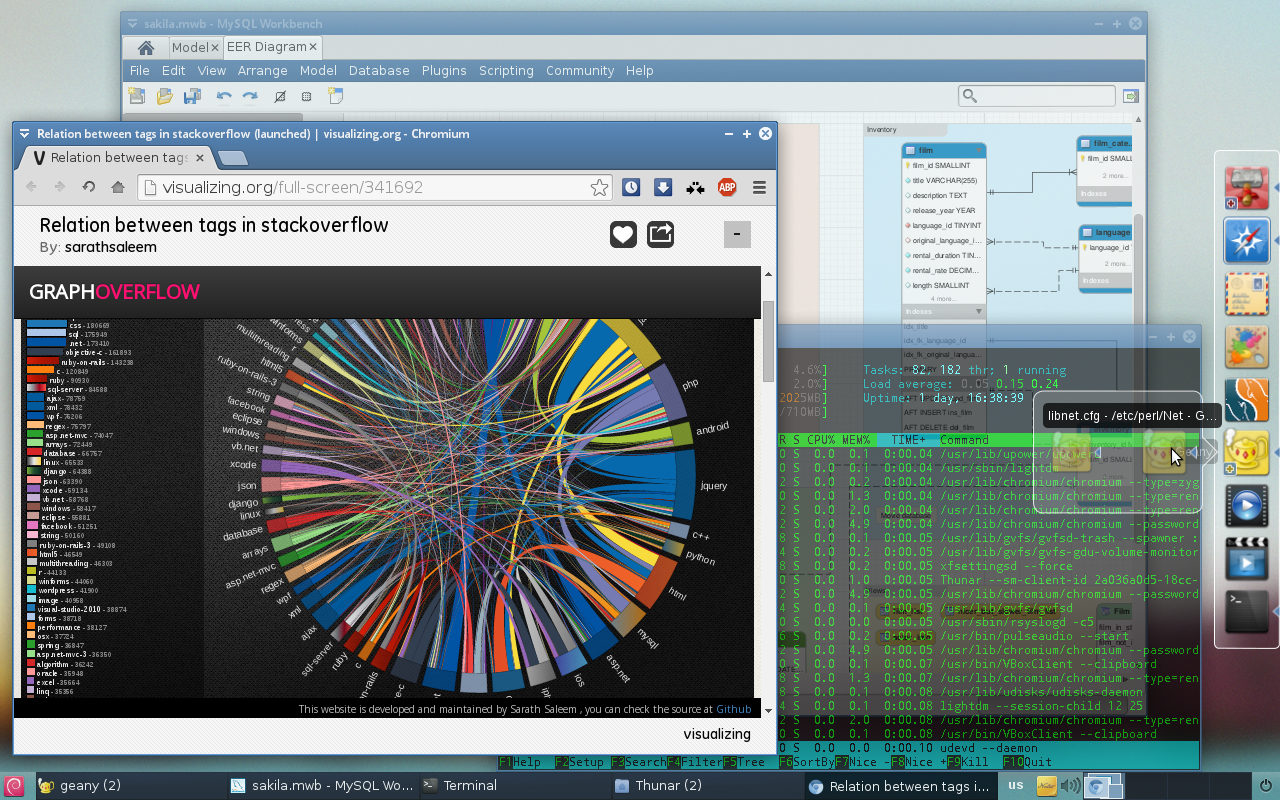 sakila.mwb - MySQL Workbench
Model
EER Diagram
File Edit View Arrange Model Database Plugins Scripting Community Help
Relation between tags in stackoverflow (launched) | visualizing.org - Chromium
Relation between tags
visualizing.org/full-screen/341692
ABP
Relation between tags in stackoverflow
By: sarathsaleem
-
GRAPHOVERFLOW
css - 180669
sql - 175949
.net - 173410
objective-c - 161893
ruby-on-rails - 143238
c - 120849
ruby - 90930
sql-server - 84588
ajax - 78759
xml - 78432
wpf - 76206
regex - 75797
asp.net-mvc - 74047
arrays - 72449
database - 66757
linux - 65533
django - 64388
json - 63390
xcode - 59134
vb.net - 58768
windows - 58417
eclipse - 55881
facebook - 51251
string - 50160
ruby-on-rails-3 - 49108
html5 - 46549
multithreading - 46303
r - 44133
winforms - 44060
wordpress - 41900
image - 40958
visual-studio-2010 - 38874
forms - 38718
performance - 38127
osx - 37724
spring - 36847
asp.net-mvc-3 - 36350
algorithm - 36242
oracle - 35948
excel - 35664
linq - 35356
winforms
r
multithreading
html5
ruby-on-rails-3
string
facebook
eclipse
windows
vb.net
xcode
json
django
linux
database
arrays
asp.net-mvc
regex
wpf
xml
ajax
sql-server
ruby
c
php
android
jquery
c++
python
html
mysql
asp.net
ios
This website is developed and maintained by Sarath Saleem , you can check the source at Github
visualizing
Inventory
film
film_id SMALLINT
title VARCHAR(255)
description TEXT
release_year YEAR
language_id TINYINT
original_language_i...
rental_duration TIN...
rental_rate DECIM...
length SMALLINT
4 more...
Indexes
idx_title
idx_fk_language_id
idx_fk_original_langua...
AFT INSERT ins_film
AFT DELETE del_film
film_cate...
film_id SMALL
2 more...
Indexes
language
language_id T
2 more...
Indexes
4.6%] Tasks: 82, 182 thr; 1 running
2.0%] Load average: 0.05 0.15 0.24
2025MB] Uptime: 1 day, 16:38:39
/710MB]
libnet.cfg - /etc/perl/Net - G...
R S CPU% MEM% TIME+ Command
0 S 0.0 0.1 0:00.04 /usr/lib/upower/upowerd
0 S 0.0 0.1 0:00.04 /usr/sbin/lightdm
2 S 0.0 0.2 0:00.04 /usr/lib/chromium/chromium --type=zyg
0 S 0.0 1.3 0:00.04 /usr/lib/chromium/chromium --type=ren
2 S 0.0 2.0 0:00.04 /usr/lib/chromium/chromium --type=ren
2 S 0.0 4.9 0:00.04 /usr/lib/chromium/chromium --password
8 S 0.0 0.1 0:00.05 /usr/lib/gvfs/gvfsd-trash --spawner :
4 S 0.0 0.2 0:00.05 /usr/lib/gvfs/gvfs-gdu-volume-monitor
8 S 0.0 0.2 0:00.05 xfsettingsd --force
0 S 0.0 1.0 0:00.05 Thunar --sm-client-id 2a036a0d5-18cc-
2 S 0.0 4.9 0:00.05 /usr/lib/chromium/chromium --password
4 S 0.0 0.1 0:00.05 /usr/lib/gvfs/gvfsd
0 S 0.0 0.0 0:00.05 /usr/sbin/rsyslogd -c5
6 S 0.0 0.2 0:00.05 /usr/bin/pulseaudio --start
2 S 0.0 4.9 0:00.05 /usr/lib/chromium/chromium --password
0 S 0.0 0.1 0:00.07 /usr/bin/VBoxClient --clipboard
8 S 0.0 1.3 0:00.07 /usr/lib/chromium/chromium --type=ren
8 S 0.0 0.1 0:00.08 /usr/lib/udisks/udisks-daemon
4 S 0.0 0.1 0:00.08 lightdm --session-child 12 25
2 S 0.0 2.0 0:00.08 /usr/lib/chromium/chromium --type=ren
0 S 0.0 0.1 0:00.08 /usr/bin/VBoxClient --clipboard
0 S 0.0 0.0 0:00.10 udevd --daemon
F1Help F2Setup F3Search F4Filter F5Tree F6SortBy F7Nice - F8Nice + F9Kill F10Quit
geany (2)
sakila.mwb - MySQL Wo...
Terminal
Thunar (2)
Relation between tags i...
us